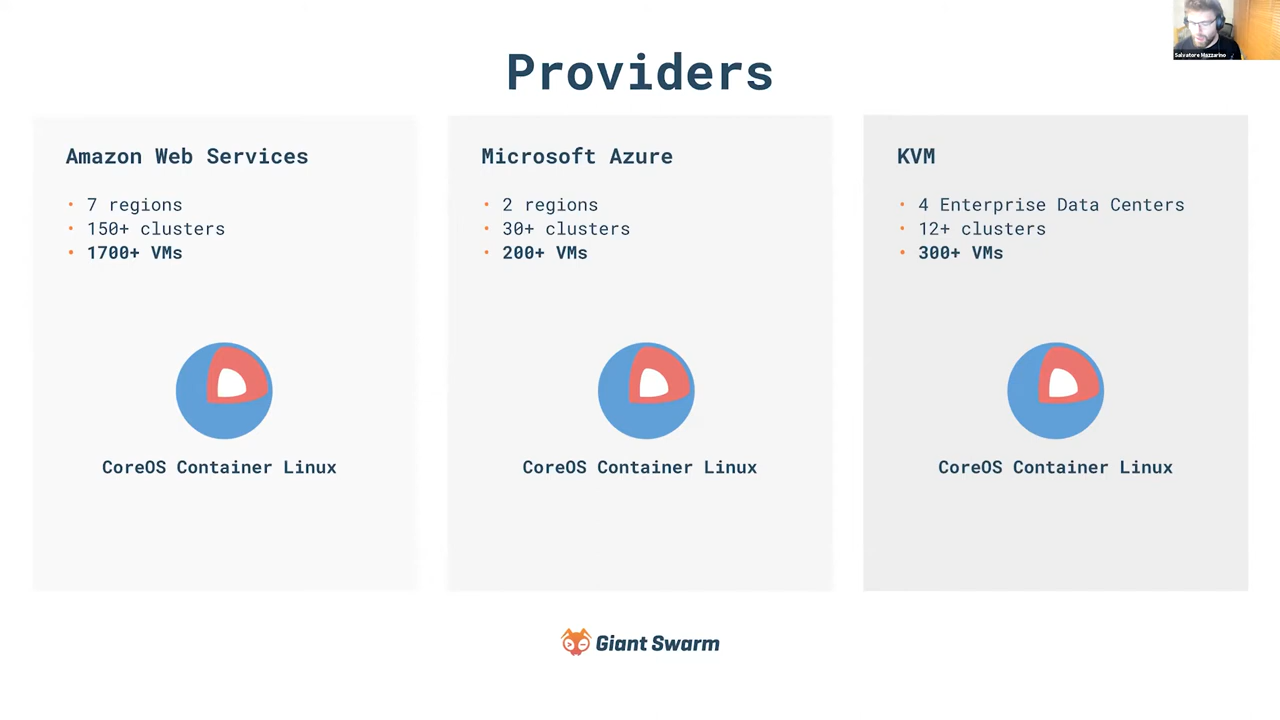 Providers
Salvatore Mazzarino
Amazon Web Services
• 7 regions
• 150+ clusters
• 1700+ VMs
CoreOS Container Linux
Microsoft Azure
• 2 regions
• 30+ clusters
• 200+ VMs
CoreOS Container Linux
KVM
• 4 Enterprise Data Centers
• 12+ clusters
• 300+ VMs
CoreOS Container Linux
Giant Swarm